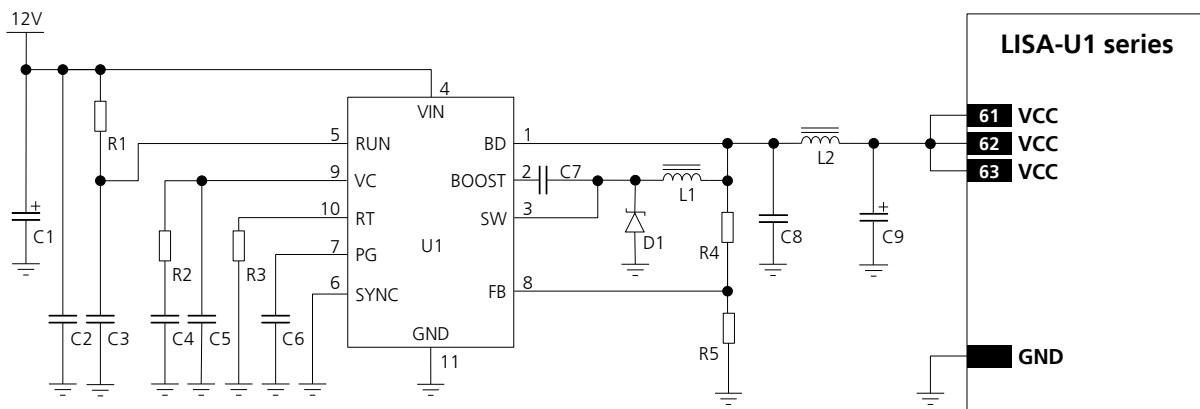 12V
LISA-U1 series
4
VIN
R1
5
RUN
BD
1
61 VCC
62 VCC
63 VCC
L2
9
VC
BOOST
2
C7
L1
10
RT
SW
3
C1
+
R2
R3
7
PG
U1
D1
R4
C8
+
C9
6
SYNC
FB
8
C2
C3
C4
C5
C6
GND
11
R5
GND